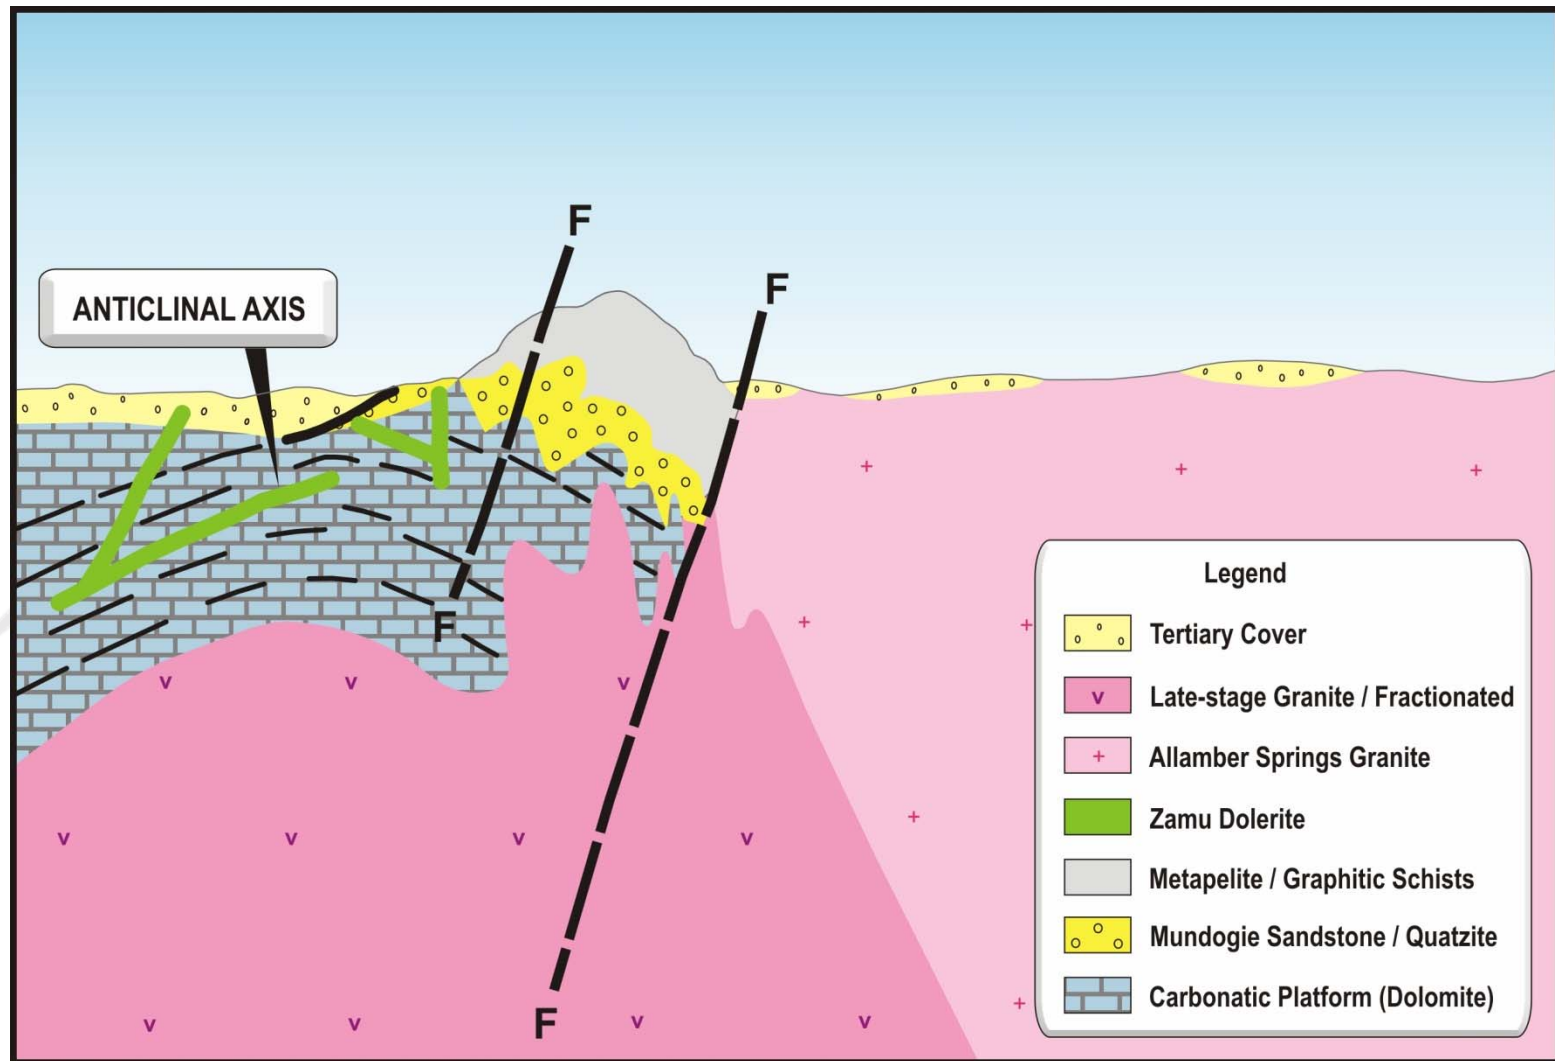 F
F
ANTICLINAL AXIS
F
F
Legend
Tertiary Cover
Late-stage Granite / Fractionated
Allamber Springs Granite
Zamu Dolerite
Metapelite / Graphitic Schists
Mundogie Sandstone / Quatzite
Carbonatic Platform (Dolomite)